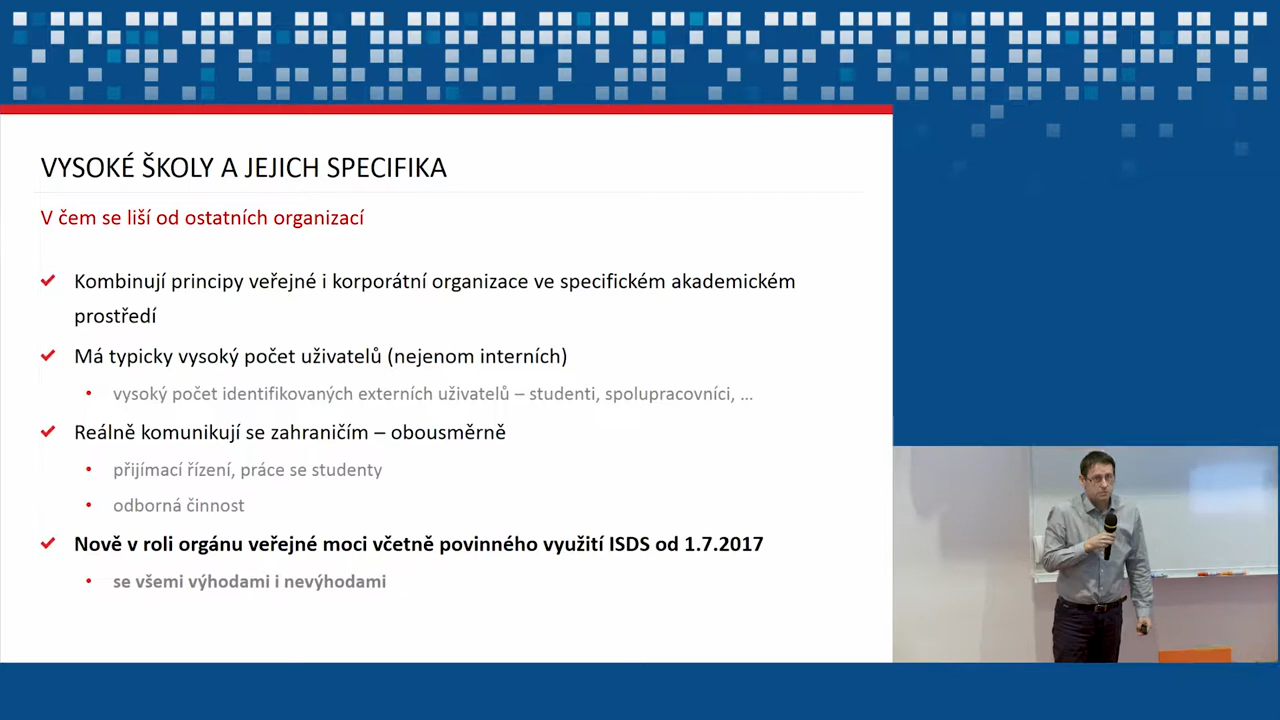 VYSOKÉ ŠKOLY A JEJICH SPECIFIKA
V čem se liší od ostatních organizací
Kombinují principy veřejné i korporátní organizace ve specifickém akademickém
prostředí
Má typicky vysoký počet uživatelů (nejenom interních)
vysoký počet identifikovaných externích uživatelů – studenti, spolupracovníci, ...
Reálně komunikují se zahraničím – obousměrně
přijímací řízení, práce se studenty
odborná činnost
Nově v roli orgánu veřejné moci včetně povinného využití ISDS od 1.7.2017
se všemi výhodami i nevýhodami